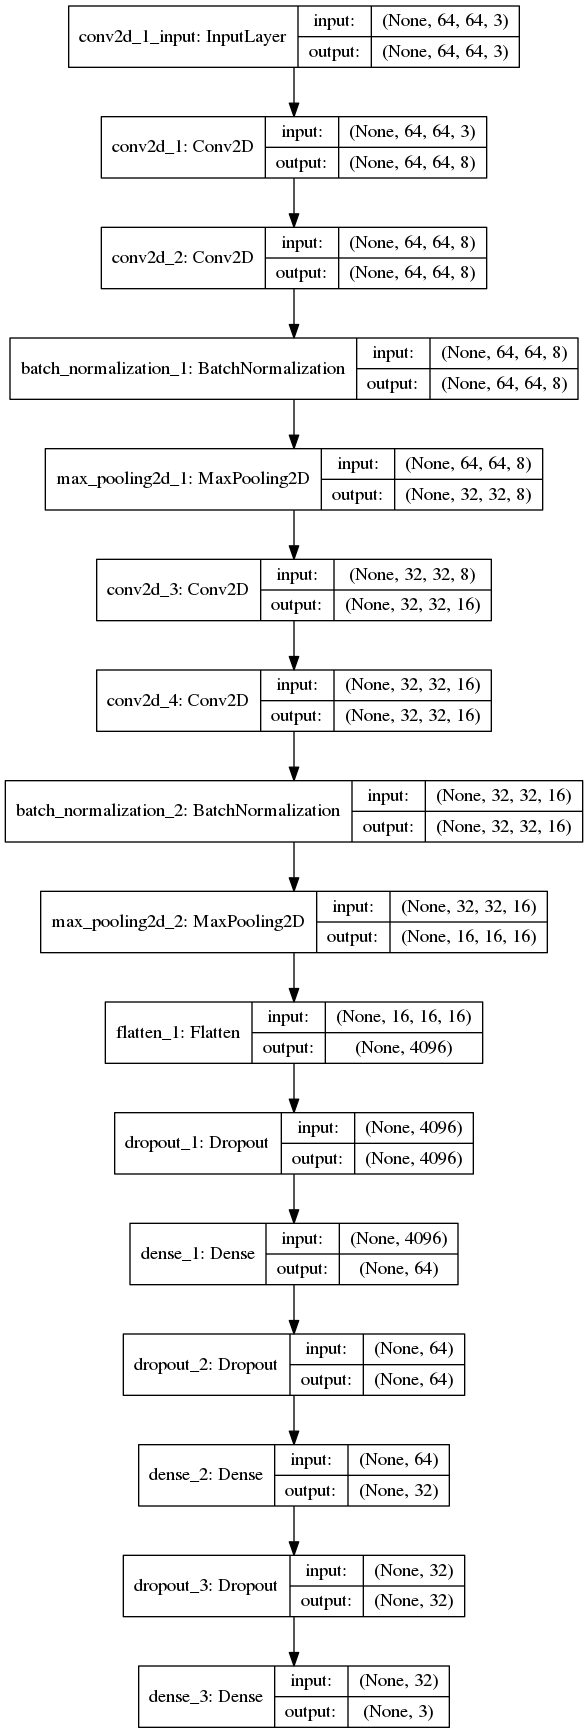 conv2d_1_input: InputLayer
input: (None, 64, 64, 3)
output: (None, 64, 64, 3)
conv2d_1: Conv2D
input: (None, 64, 64, 3)
output: (None, 64, 64, 8)
conv2d_2: Conv2D
input: (None, 64, 64, 8)
output: (None, 64, 64, 8)
batch_normalization_1: BatchNormalization
input: (None, 64, 64, 8)
output: (None, 64, 64, 8)
max_pooling2d_1: MaxPooling2D
input: (None, 64, 64, 8)
output: (None, 32, 32, 8)
conv2d_3: Conv2D
input: (None, 32, 32, 8)
output: (None, 32, 32, 16)
conv2d_4: Conv2D
input: (None, 32, 32, 16)
output: (None, 32, 32, 16)
batch_normalization_2: BatchNormalization
input: (None, 32, 32, 16)
output: (None, 32, 32, 16)
max_pooling2d_2: MaxPooling2D
input: (None, 32, 32, 16)
output: (None, 16, 16, 16)
flatten_1: Flatten
input: (None, 16, 16, 16)
output: (None, 4096)
dropout_1: Dropout
input: (None, 4096)
output: (None, 4096)
dense_1: Dense
input: (None, 4096)
output: (None, 64)
dropout_2: Dropout
input: (None, 64)
output: (None, 64)
dense_2: Dense
input: (None, 64)
output: (None, 32)
dropout_3: Dropout
input: (None, 32)
output: (None, 32)
dense_3: Dense
input: (None, 32)
output: (None, 3)